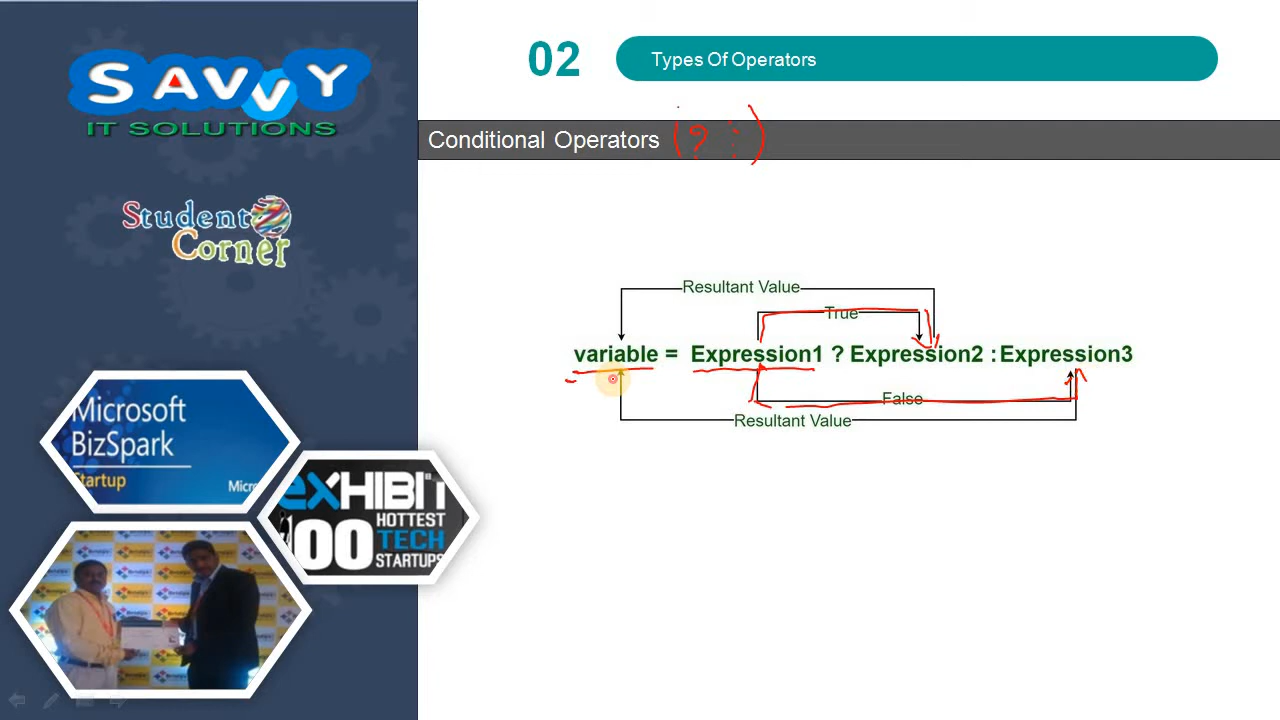 SAVVY
IT SOLUTIONS
Student
Corner
Microsoft
BizSpark
Startup
Micros
exHIBIT
100
HOTTEST
TECH
STARTUPS
02
Types Of Operators
Conditional Operators (? :)
Resultant Value
True
variable = Expression1 ? Expression2 : Expression3
False
Resultant Value